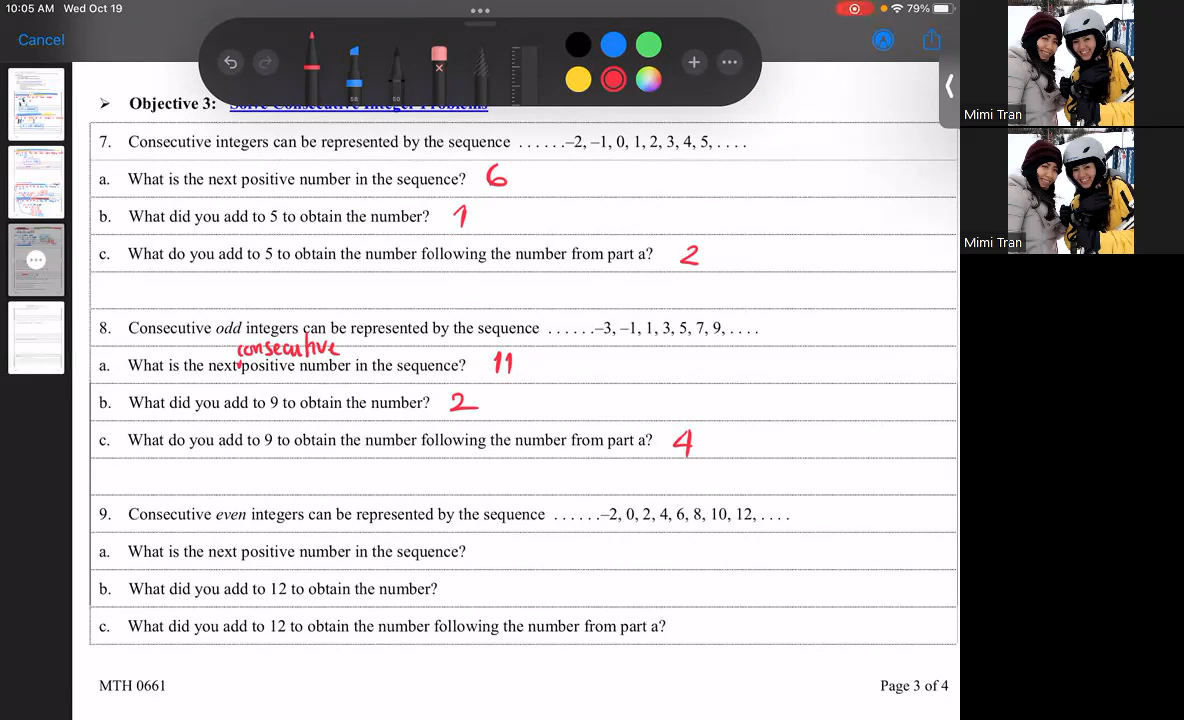 10:05 AM Wed Oct 19
79%
Cancel
50
50
➢ Objective 3: Solve Consecutive Integer Problems
7. Consecutive integers can be represented by the sequence . . . . . .–2, –1, 0, 1, 2, 3, 4, 5, . . . .
a. What is the next positive number in the sequence? 6
b. What did you add to 5 to obtain the number? 1
c. What do you add to 5 to obtain the number following the number from part a? 2
8. Consecutive odd integers can be represented by the sequence . . . . . .–3, –1, 1, 3, 5, 7, 9, . . . .
consecutive
a. What is the next positive number in the sequence? 11
b. What did you add to 9 to obtain the number? 2
c. What do you add to 9 to obtain the number following the number from part a? 4
9. Consecutive even integers can be represented by the sequence . . . . . .–2, 0, 2, 4, 6, 8, 10, 12, . . . .
a. What is the next positive number in the sequence?
b. What did you add to 12 to obtain the number?
c. What did you add to 12 to obtain the number following the number from part a?
MTH 0661 Page 3 of 4
Mimi Tran
Mimi Tran